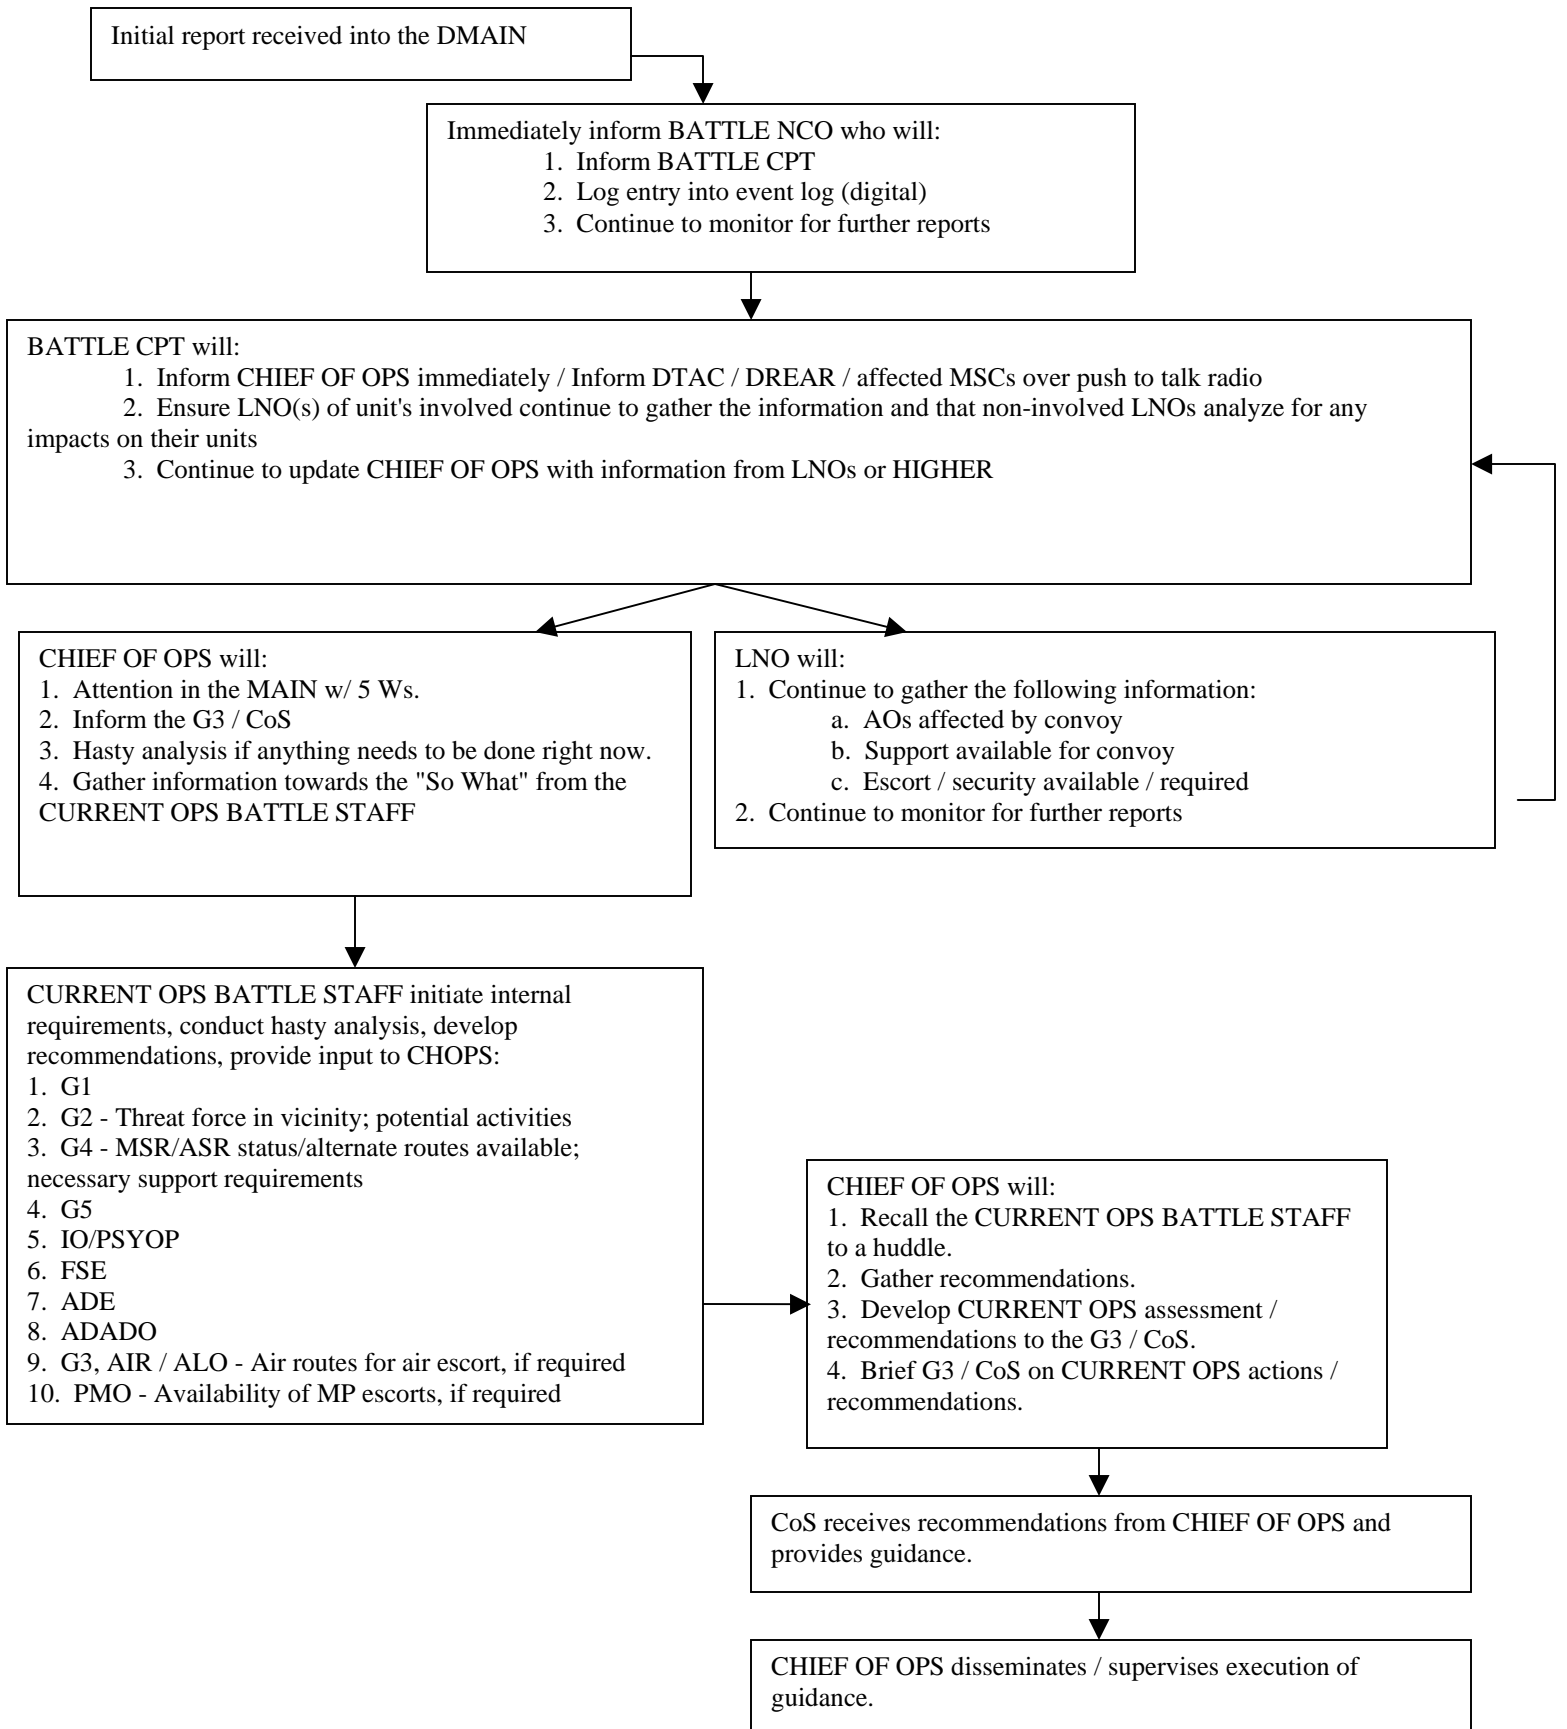 Initial report received into the DMAIN
Immediately inform BATTLE NCO who will:
1. Inform BATTLE CPT
2. Log entry into event log (digital)
3. Continue to monitor for further reports
BATTLE CPT will:
1. Inform CHIEF OF OPS immediately / Inform DTAC / DREAR / affected MSCs over push to talk radio
2. Ensure LNO(s) of unit's involved continue to gather the information and that non-involved LNOs analyze for any
impacts on their units
3. Continue to update CHIEF OF OPS with information from LNOs or HIGHER
CHIEF OF OPS will:
1. Attention in the MAIN w/ 5 Ws.
2. Inform the G3 / CoS
3. Hasty analysis if anything needs to be done right now.
4. Gather information towards the "So What" from the
CURRENT OPS BATTLE STAFF
LNO will:
1. Continue to gather the following information:
a. AOs affected by convoy
b. Support available for convoy
c. Escort / security available / required
2. Continue to monitor for further reports
CURRENT OPS BATTLE STAFF initiate internal
requirements, conduct hasty analysis, develop
recommendations, provide input to CHOPS:
1. G1
2. G2 - Threat force in vicinity; potential activities
3. G4 - MSR/ASR status/alternate routes available;
necessary support requirements
4. G5
5. IO/PSYOP
6. FSE
7. ADE
8. ADADO
9. G3, AIR / ALO - Air routes for air escort, if required
10. PMO - Availability of MP escorts, if required
CHIEF OF OPS will:
1. Recall the CURRENT OPS BATTLE STAFF
to a huddle.
2. Gather recommendations.
3. Develop CURRENT OPS assessment /
recommendations to the G3 / CoS.
4. Brief G3 / CoS on CURRENT OPS actions /
recommendations.
CoS receives recommendations from CHIEF OF OPS and
provides guidance.
CHIEF OF OPS disseminates / supervises execution of
guidance.